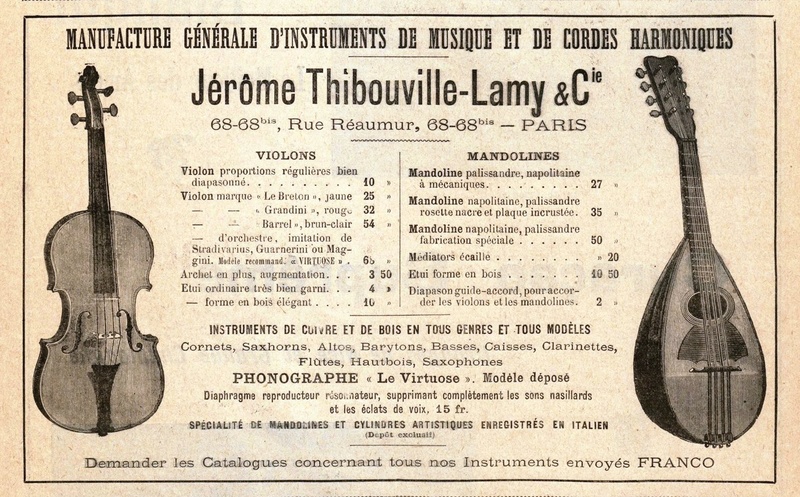 MANUFACTURE GÉNÉRALE D'INSTRUMENTS DE MUSIQUE ET DE CORDES HARMONIQUES
Jérôme Thibouville-Lamy & Cie
68-68bis, Rue Réaumur, 68-68bis — PARIS
VIOLONS
Violon proportions régulières bien
diapasonné. . . . . . . . . . 10 »
Violon marque « Le Breton », jaune 25 »
— — « Grandini », rouge 32 »
— — « Barrel », brun-clair 54 »
— d'orchestre, imitation de
Stradivarius, Guarnerini ou Mag-
gini. Modèle recommand. « VIRTUOSE » .
Archet en plus, augmentation. . . 3 50
Etui ordinaire très bien garni. . . 4 »
— forme en bois élégant . . . . 10 »
MANDOLINES
Mandoline palissandre, napolitaine
à mécaniques. . . . . . . . 27 »
Mandoline napolitaine, palissandre
rosette nacre et plaque incrustée. 35 »
Mandoline napolitaine, palissandre
fabrication spéciale . . . . . . 50 »
Médiators écaille . . . . . . . » 20
Etui forme en bois . . . . . . . 10 50
Diapason guide-accord, pour accor-
der les violons et les mandolines. 2 »
INSTRUMENTS DE CUIVRE ET DE BOIS EN TOUS GENRES ET TOUS MODÈLES
Cornets, Saxhorns, Altos, Barytons, Basses, Caisses, Clarinettes,
Flûtes, Hautbois, Saxophones
PHONOGRAPHE « Le Virtuose ». Modèle déposé
Diaphragme reproducteur résonnateur, supprimant complètement les sons nasillards
et les éclats de voix, 15 fr.
SPÉCIALITÉ DE MANDOLINES ET CYLINDRES ARTISTIQUES ENREGISTRÉS EN ITALIEN
(Dépôt exclusif)
Demander les Catalogues concernant tous nos Instruments envoyés FRANCO